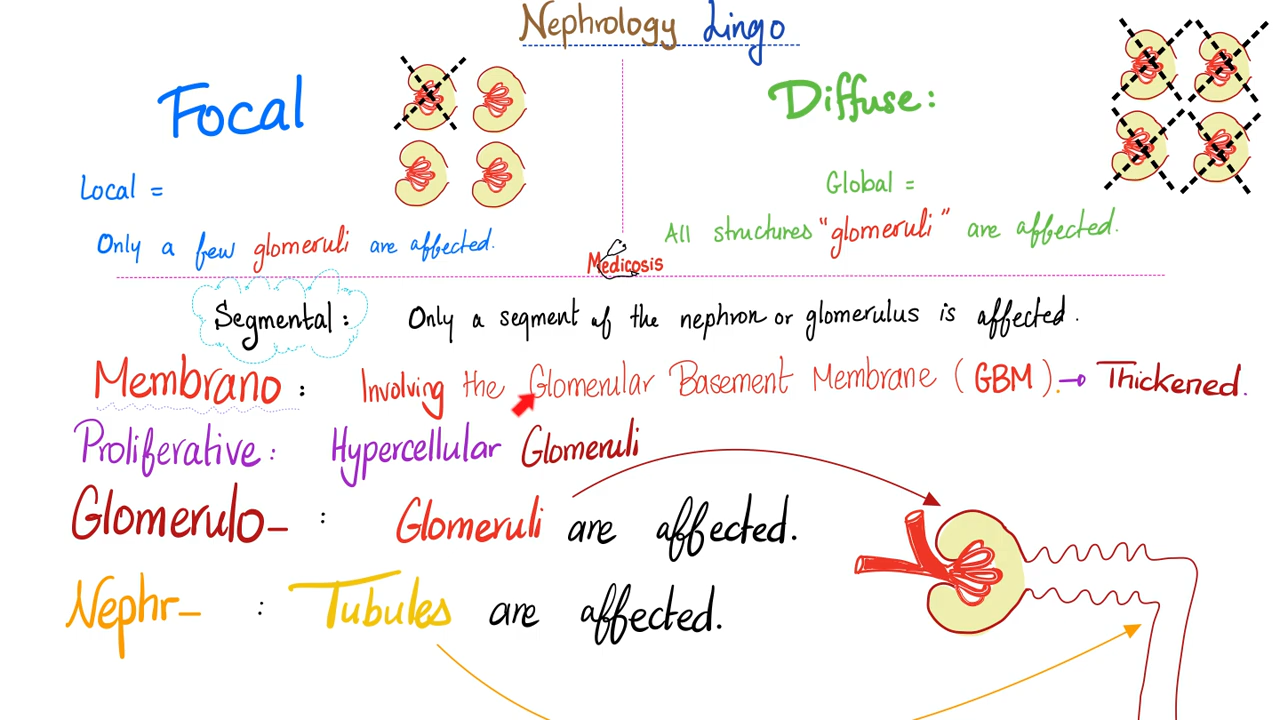 Nephrology Lingo
Focal
Local =
Only a few glomeruli are affected.
Diffuse:
Global =
All structures "glomeruli" are affected.
Medicosis
Segmental: Only a segment of the nephron or glomerulus is affected.
Membrano: Involving the Glomerular Basement Membrane (GBM). → Thickened.
Proliferative: Hypercellular Glomeruli
Glomerulo_ : Glomeruli are affected.
Nephr_ : Tubules are affected.